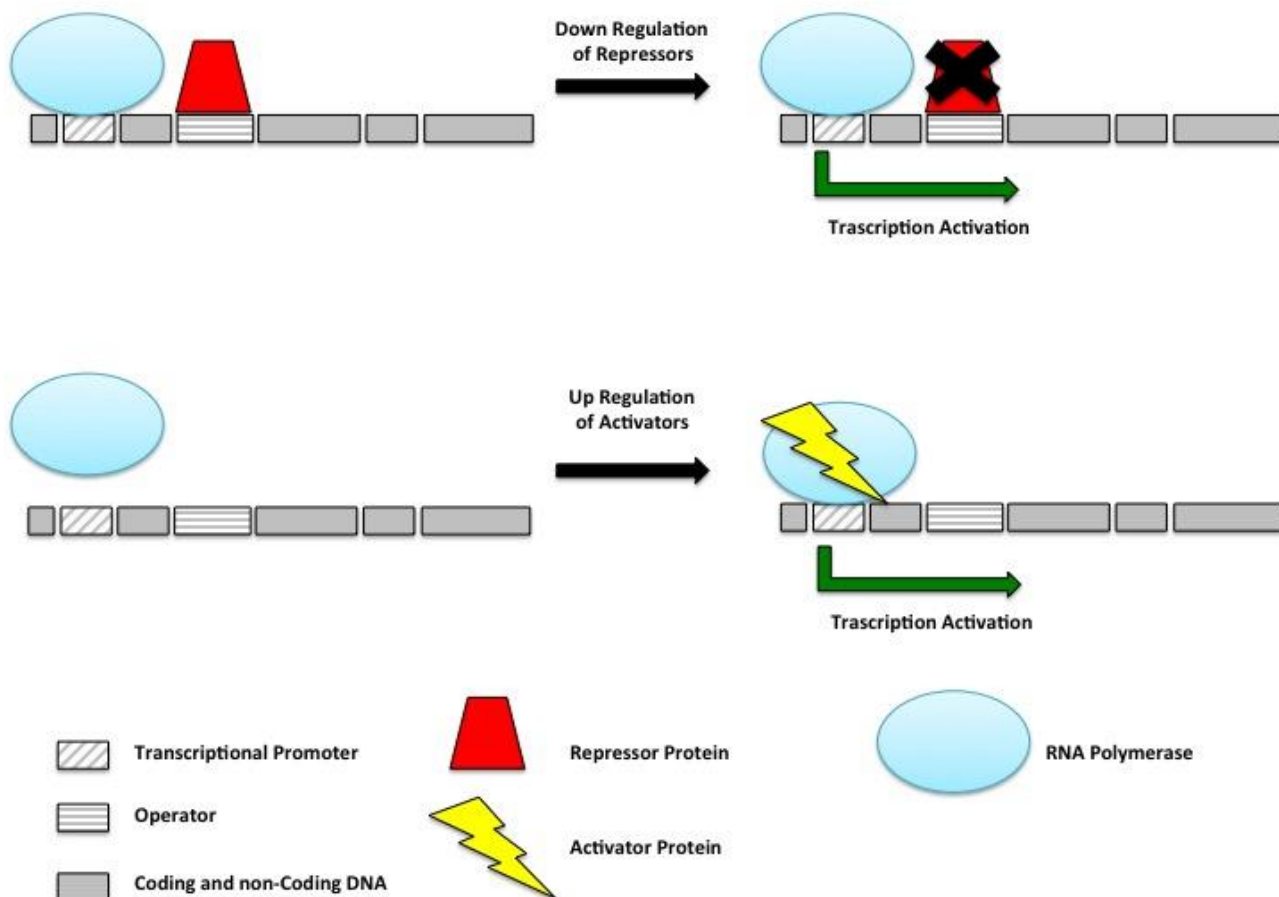 Down Regulation
of Repressors
Trascription Activation
Up Regulation
of Activators
Trascription Activation
Transcriptional Promoter
Repressor Protein
RNA Polymerase
Operator
Activator Protein
Coding and non-Coding DNA